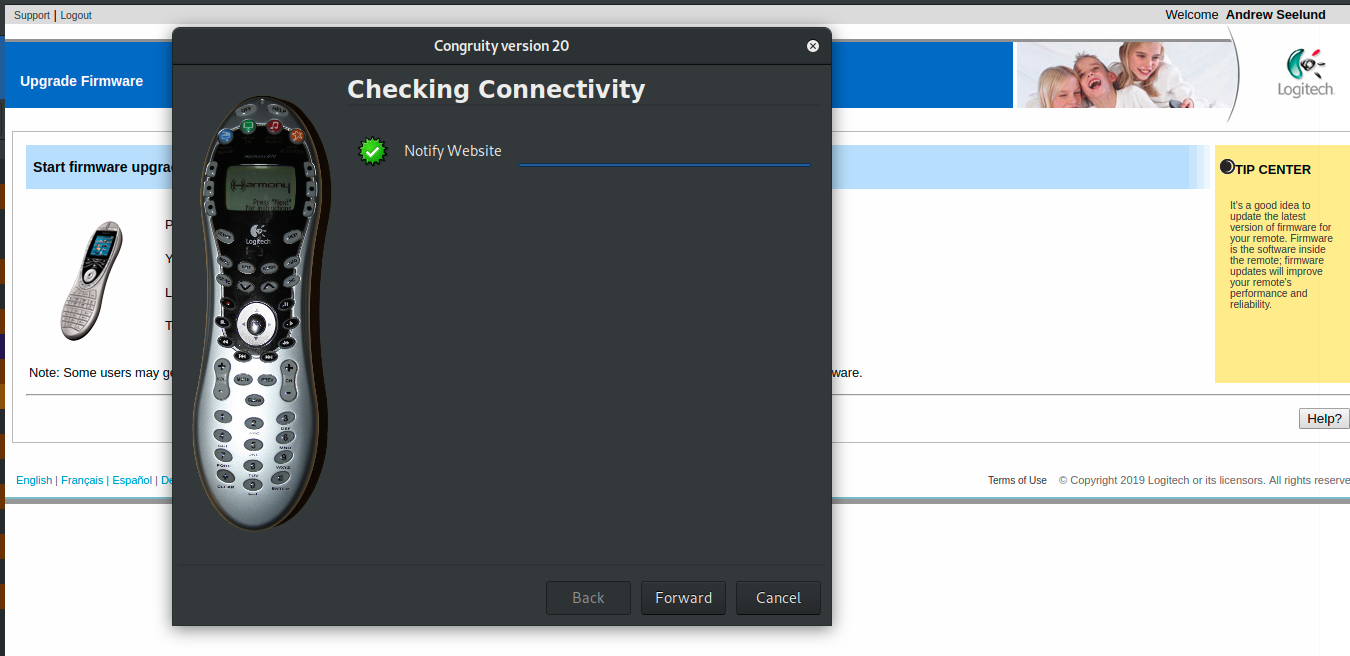 Support | Logout
Welcome Andrew Seelund
Congruity version 20
Upgrade Firmware
Logitech
Checking Connectivity
Notify Website
Start firmware upgra
TIP CENTER
It's a good idea to
update the latest
version of firmware for
your remote. Firmware
is the software inside
the remote; firmware
updates will improve
your remote's
performance and
reliability.
HELP
Harmony
Press "Next"
For Instructions
Logitech
P
Y
L
T
Note: Some users may ge
ware.
MUTE
PREV
Help?
English | Français | Español | De
Terms of Use © Copyright 2019 Logitech or its licensors. All rights reserve
Back
Forward
Cancel